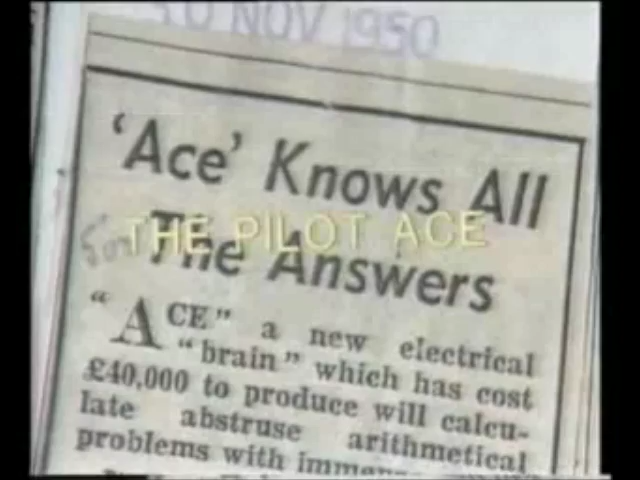 30 NOV 1950
'Ace' Knows All
THE PILOT ACE
The Answers
"ACE" a new electrical
"brain" which has cost
£40,000 to produce will calcu-
late abstruse arithmetical
problems with